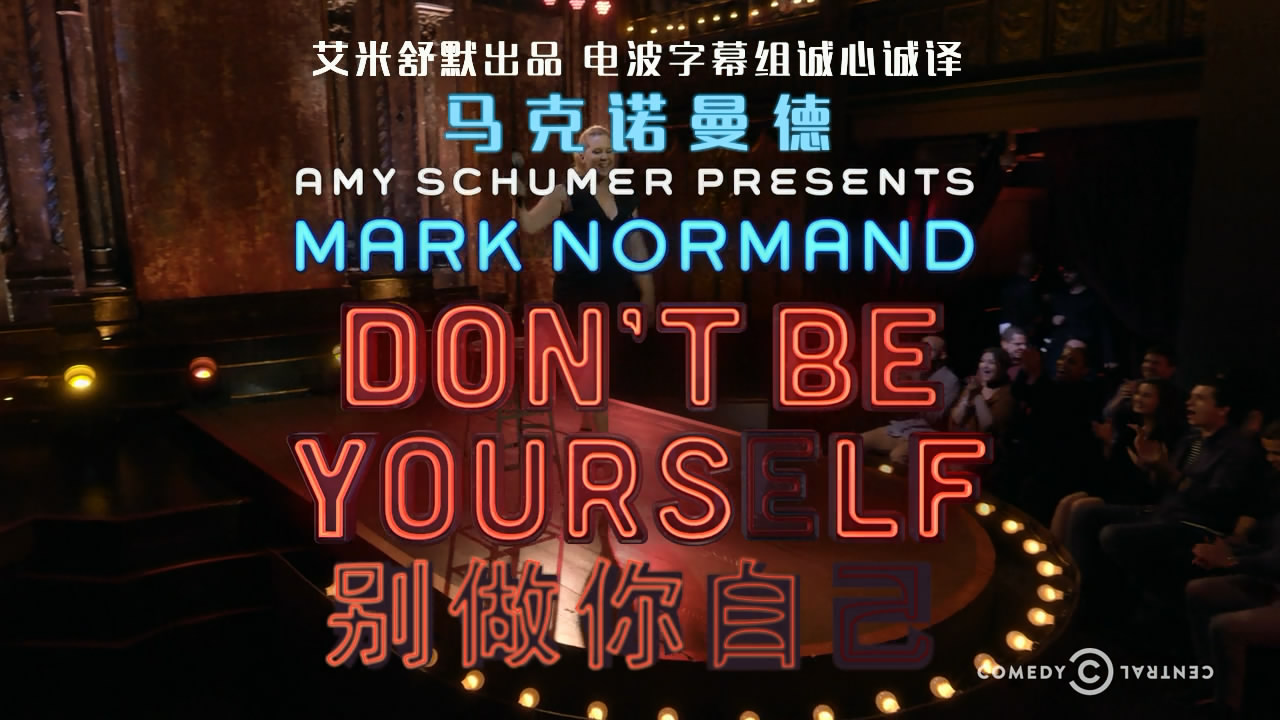 艾米舒默出品 电波字幕组诚心诚译
马克诺曼德
AMY SCHUMER PRESENTS
MARK NORMAND
DON'T BE
YOURSELF
别做你自己
COMEDY CENTRAL